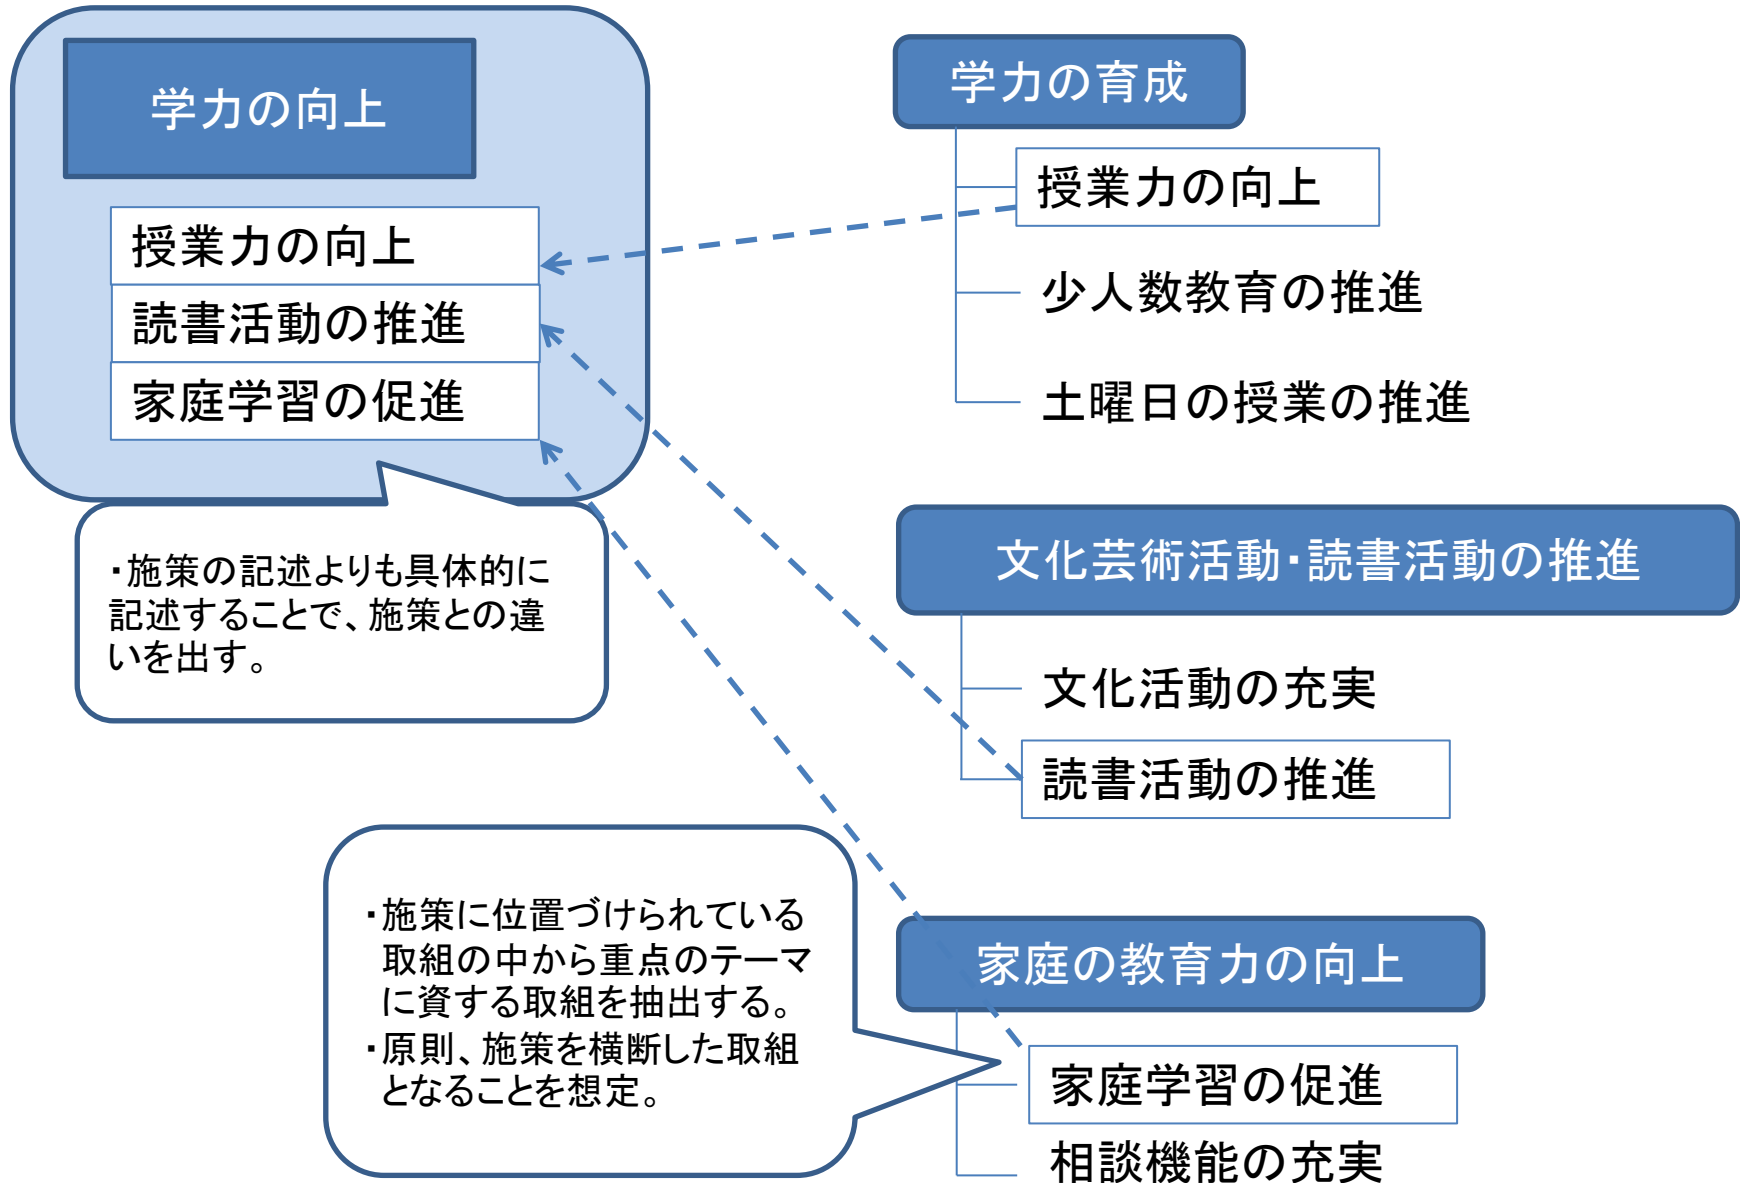 学力の向上
授業力の向上
読書活動の推進
家庭学習の促進
・施策の記述よりも具体的に
記述することで、施策との違
いを出す。
学力の育成
授業力の向上
少人数教育の推進
土曜日の授業の推進
文化芸術活動・読書活動の推進
文化活動の充実
読書活動の推進
・施策に位置づけられている
取組の中から重点のテーマ
に資する取組を抽出する。
・原則、施策を横断した取組
となることを想定。
家庭の教育力の向上
家庭学習の促進
相談機能の充実